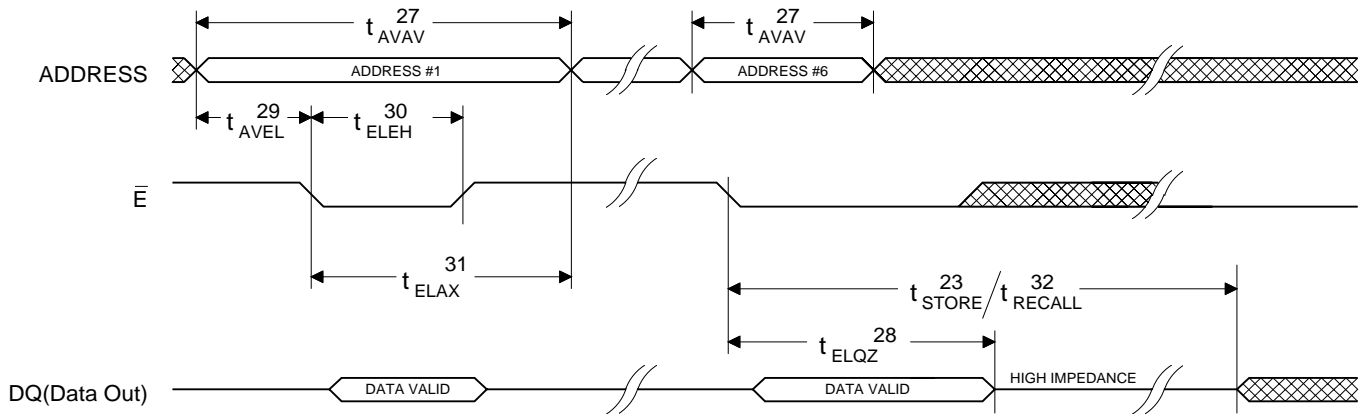 27
t AVAV
27
t AVAV
ADDRESS
ADDRESS #1
ADDRESS #6
29
t AVEL
30
t ELEH
E̅
31
t ELAX
23 32
t STORE / t RECALL
28
t ELQZ
DQ(Data Out)
DATA VALID
DATA VALID
HIGH IMPEDANCE